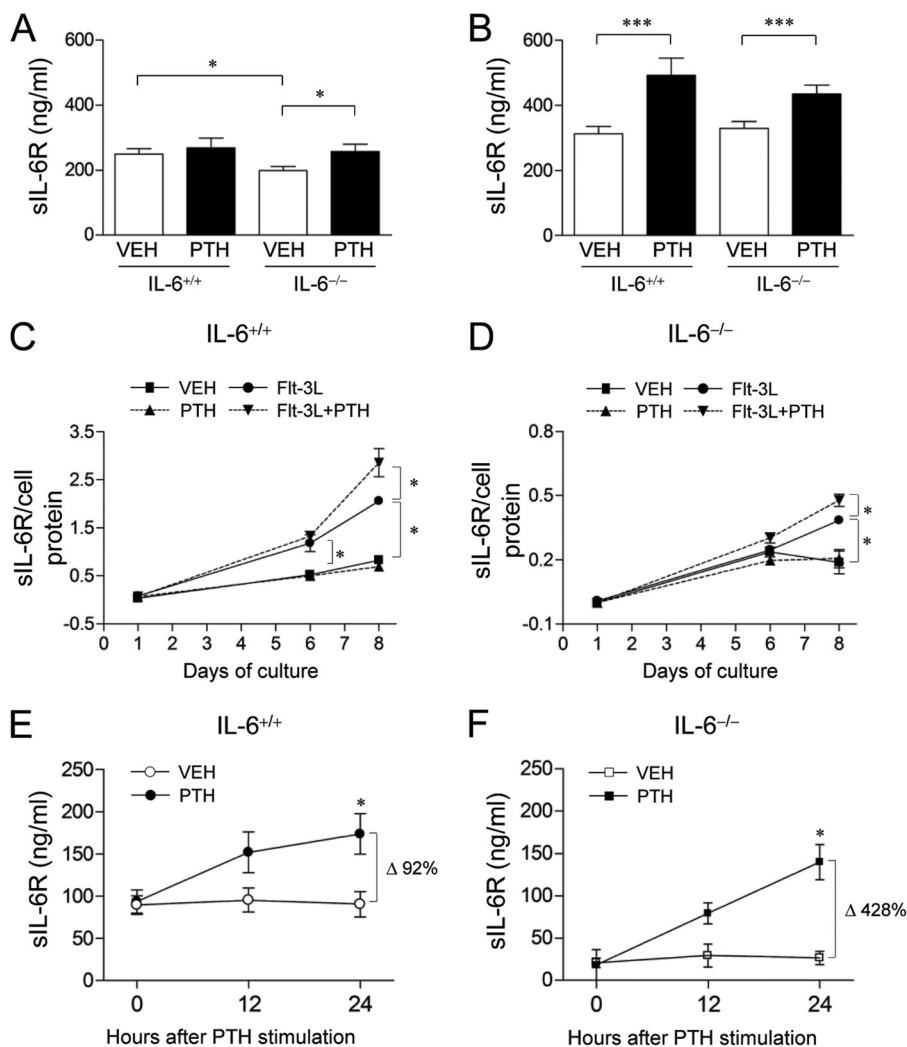 A
sIL-6R (ng/ml)
600
400
200
0
*
*
VEH PTH VEH PTH
IL-6+/+ IL-6−/−
B
sIL-6R (ng/ml)
600
400
200
0
***
***
VEH PTH VEH PTH
IL-6+/+ IL-6−/−
C
IL-6+/+
VEH Flt-3L
PTH Flt-3L+PTH
sIL-6R/cell
protein
3.5
2.5
1.5
0.5
-0.5
*
*
*
0 1 2 3 4 5 6 7 8
Days of culture
D
IL-6−/−
VEH Flt-3L
PTH Flt-3L+PTH
sIL-6R/cell
protein
0.8
0.5
0.2
-0.1
*
*
0 1 2 3 4 5 6 7 8
Days of culture
E
IL-6+/+
VEH
PTH
sIL-6R (ng/ml)
250
200
150
100
50
0
*
Δ 92%
0 12 24
Hours after PTH stimulation
F
IL-6−/−
VEH
PTH
sIL-6R (ng/ml)
250
200
150
100
50
0
*
Δ 428%
0 12 24
Hours after PTH stimulation